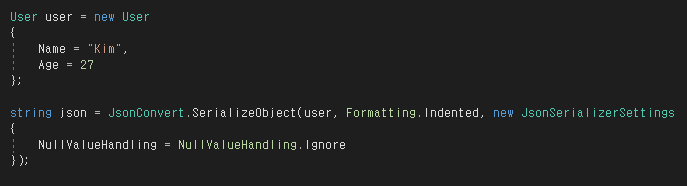 User user = new User
{
    Name = "Kim",
    Age = 27
};

string json = JsonConvert.SerializeObject(user, Formatting.Indented, new JsonSerializerSettings
{
    NullValueHandling = NullValueHandling.Ignore
});